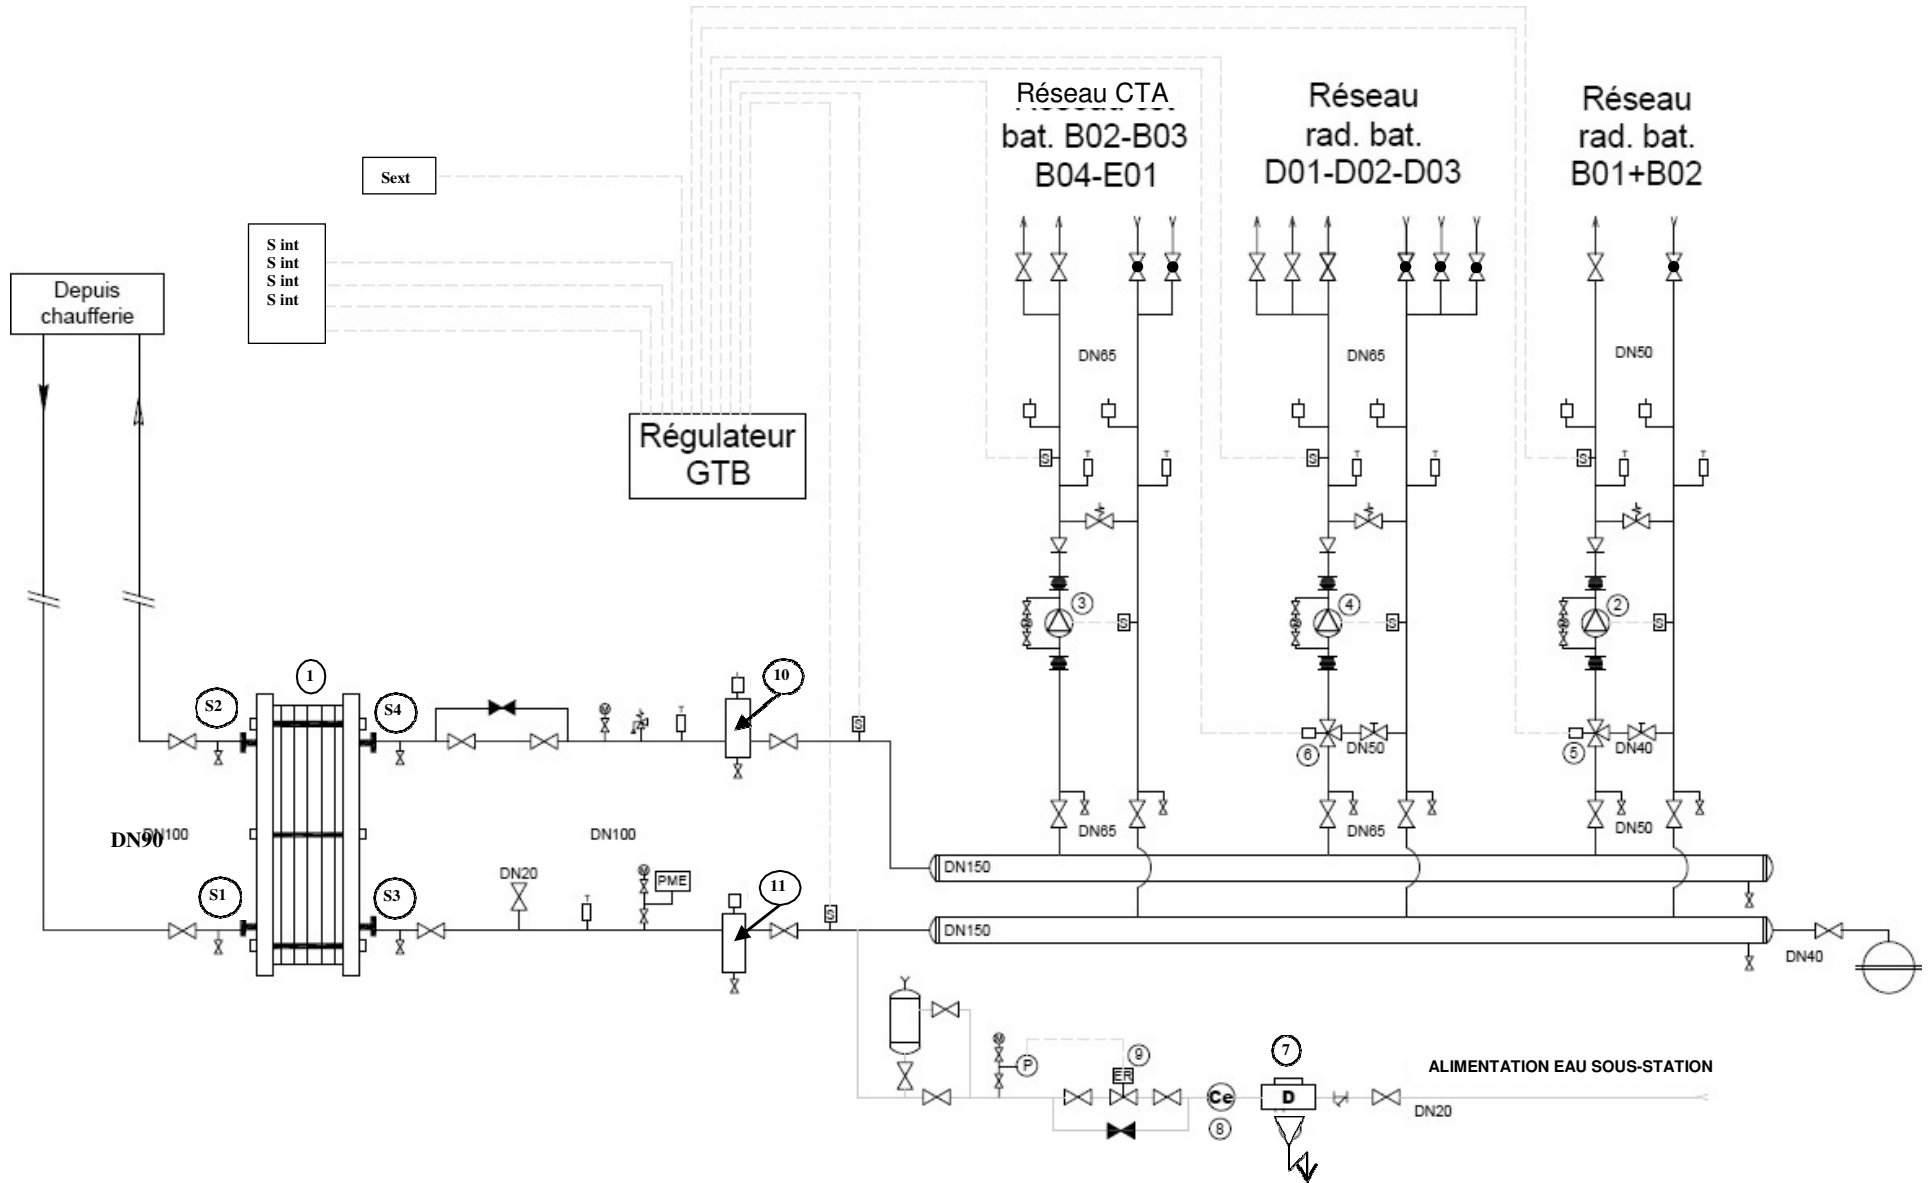 Réseau CTA
bat. B02-B03
B04-E01
Réseau
rad. bat.
D01-D02-D03
Réseau
rad. bat.
B01+B02
Sext
S int
S int
S int
S int
Depuis
chaufferie
Régulateur
GTB
DN65
DN65
DN50
T
T
T
T
T
T
S
S
S
3
4
2
S
S
S
1
10
S2
S4
M
T
S
6
DN50
5
DN40
DN90
DN100
DN100
DN65
DN65
DN50
DN150
S1
S3
DN20
T
M
PME
11
S
DN150
DN40
M
P
9
ER
7
ALIMENTATION EAU SOUS-STATION
Ce
D
DN20
8